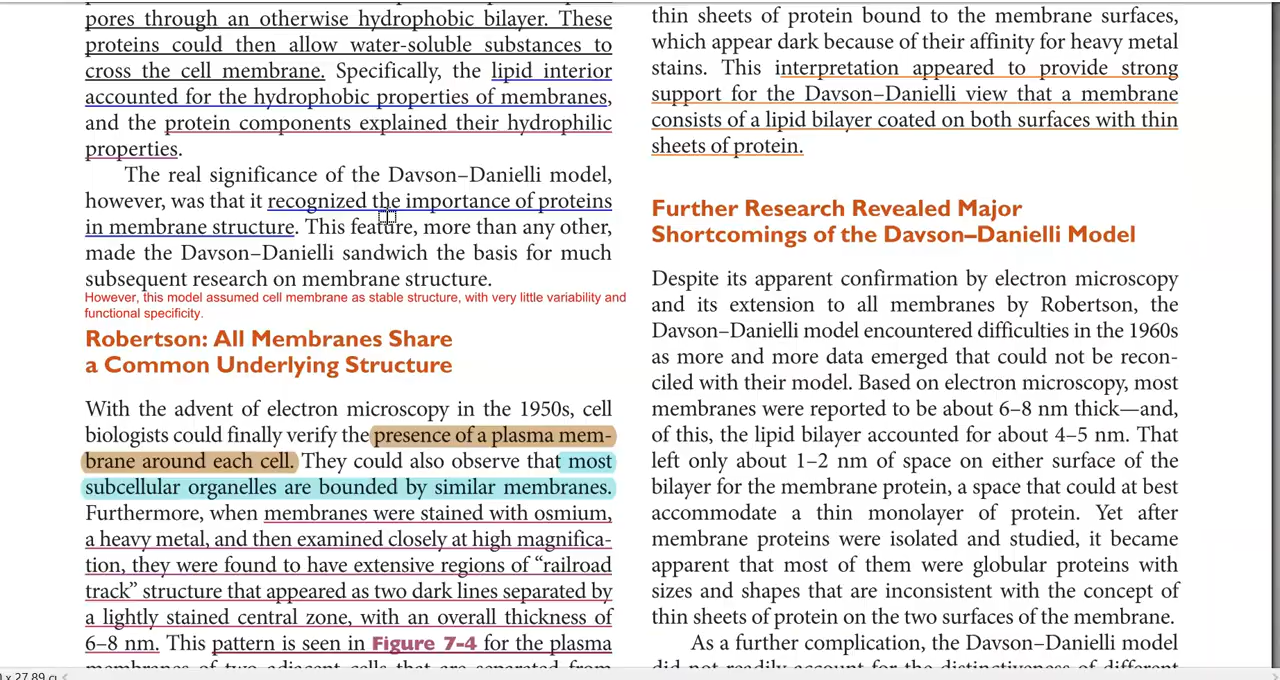 pores through an otherwise hydrophobic bilayer. These
proteins could then allow water-soluble substances to
cross the cell membrane. Specifically, the lipid interior
accounted for the hydrophobic properties of membranes,
and the protein components explained their hydrophilic
properties.
The real significance of the Davson–Danielli model,
however, was that it recognized the importance of proteins
in membrane structure. This feature, more than any other,
made the Davson–Danielli sandwich the basis for much
subsequent research on membrane structure.
However, this model assumed cell membrane as stable structure, with very little variability and
functional specificity.
Robertson: All Membranes Share
a Common Underlying Structure
With the advent of electron microscopy in the 1950s, cell
biologists could finally verify the presence of a plasma mem-
brane around each cell. They could also observe that most
subcellular organelles are bounded by similar membranes.
Furthermore, when membranes were stained with osmium,
a heavy metal, and then examined closely at high magnifica-
tion, they were found to have extensive regions of “railroad
track” structure that appeared as two dark lines separated by
a lightly stained central zone, with an overall thickness of
6–8 nm. This pattern is seen in Figure 7-4 for the plasma
membranes of two adjacent cells that are separated from
thin sheets of protein bound to the membrane surfaces,
which appear dark because of their affinity for heavy metal
stains. This interpretation appeared to provide strong
support for the Davson–Danielli view that a membrane
consists of a lipid bilayer coated on both surfaces with thin
sheets of protein.
Further Research Revealed Major
Shortcomings of the Davson–Danielli Model
Despite its apparent confirmation by electron microscopy
and its extension to all membranes by Robertson, the
Davson–Danielli model encountered difficulties in the 1960s
as more and more data emerged that could not be recon-
ciled with their model. Based on electron microscopy, most
membranes were reported to be about 6–8 nm thick—and,
of this, the lipid bilayer accounted for about 4–5 nm. That
left only about 1–2 nm of space on either surface of the
bilayer for the membrane protein, a space that could at best
accommodate a thin monolayer of protein. Yet after
membrane proteins were isolated and studied, it became
apparent that most of them were globular proteins with
sizes and shapes that are inconsistent with the concept of
thin sheets of protein on the two surfaces of the membrane.
As a further complication, the Davson–Danielli model
did not readily account for the distinctiveness of different
x 27.89 c